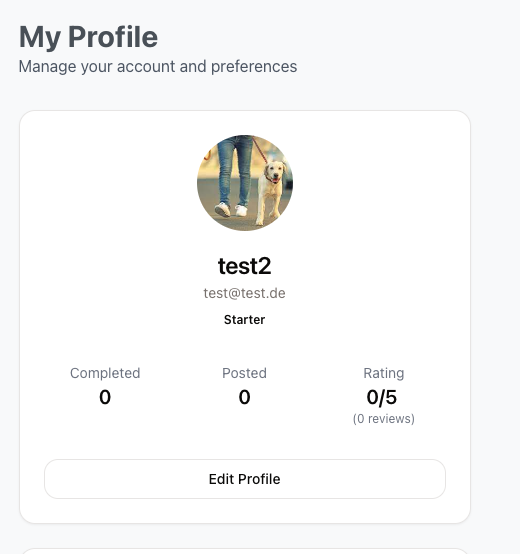 My Profile
Manage your account and preferences
test2
test@test.de
Starter
Completed Posted Rating
0 0 0/5
(0 reviews)
Edit Profile